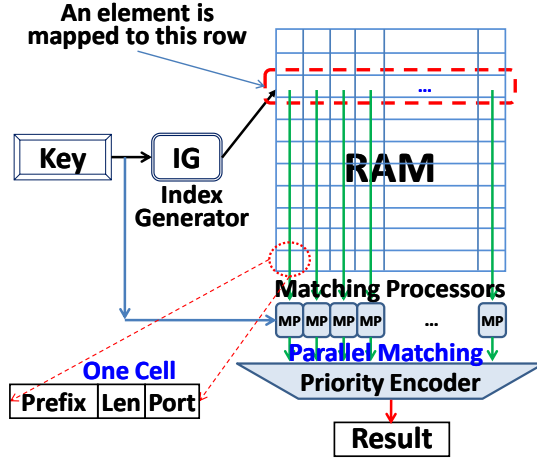 An element is
mapped to this row
...
Key
IG
Index
Generator
RAM
Matching Processors
MP MP MP MP ... MP
Parallel Matching
One Cell
Prefix Len Port
Priority Encoder
Result